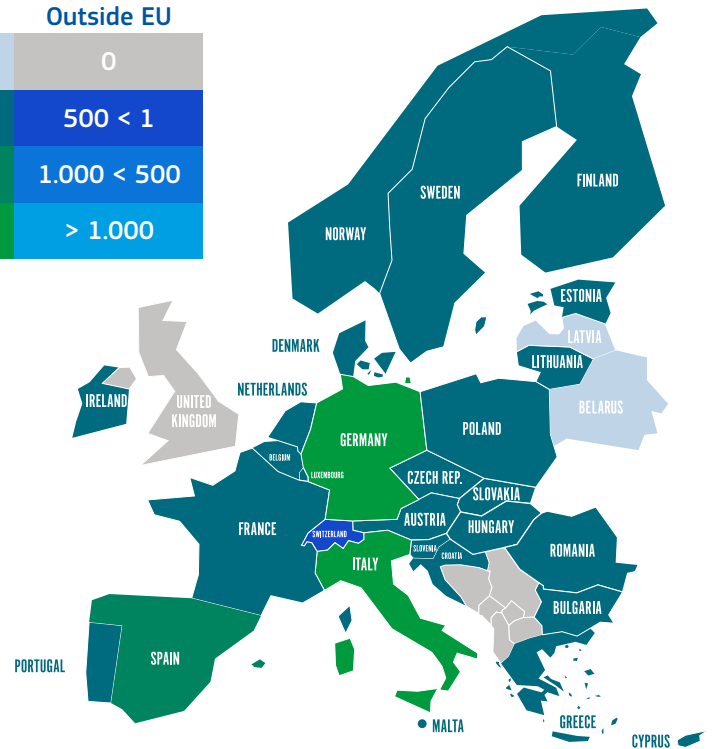 Outside EU
0
500 < 1
1.000 < 500
> 1.000
FINLAND
SWEDEN
NORWAY
ESTONIA
LATVIA
DENMARK
LITHUANIA
NETHERLANDS
IRELAND
UNITED
KINGDOM
BELARUS
GERMANY
POLAND
BELGIUM
LUXEMBOURG
CZECH REP.
SLOVAKIA
FRANCE
AUSTRIA
HUNGARY
SWITZERLAND
SLOVENIA
CROATIA
ROMANIA
ITALY
BULGARIA
SPAIN
PORTUGAL
GREECE
MALTA
CYPRUS